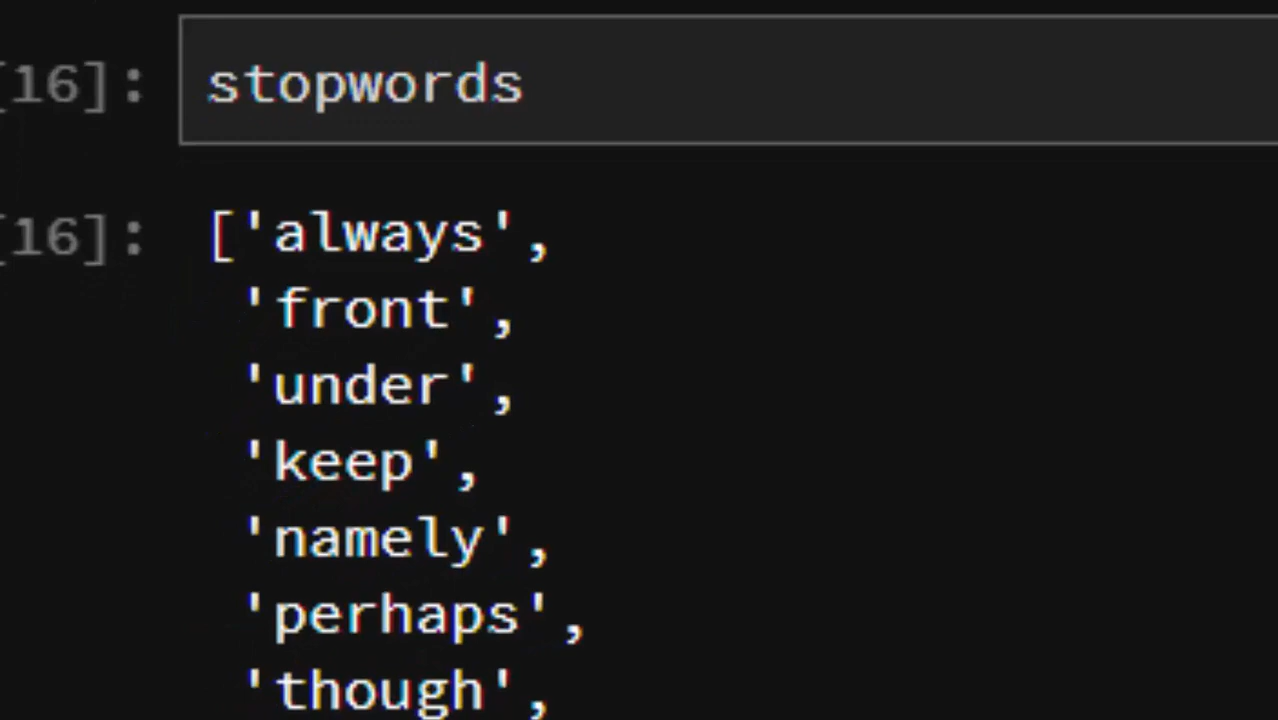 [16]: stopwords
[16]: ['always',
'front',
'under',
'keep',
'namely',
'perhaps',
'though',